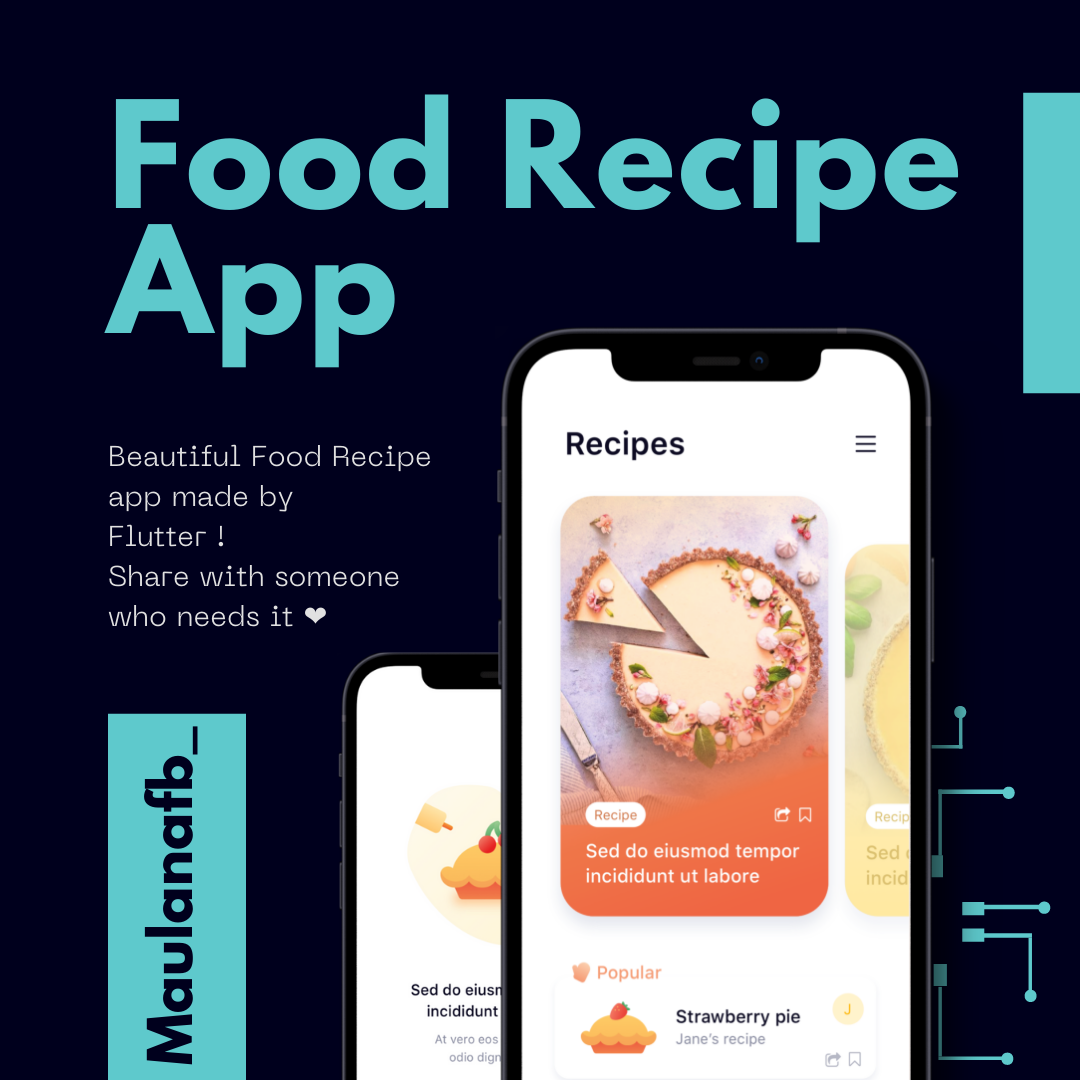 Food Recipe
App
Beautiful Food Recipe
app made by
Flutter !
Share with someone
who needs it ❤
Maulanafb_
Sed do eiusm
incididunt
At vero eos
odio dign
Recipes
Recipe
Sed do eiusmod tempor
incididunt ut labore
Recip
Sed
incid
Popular
Strawberry pie
Jane's recipe
J